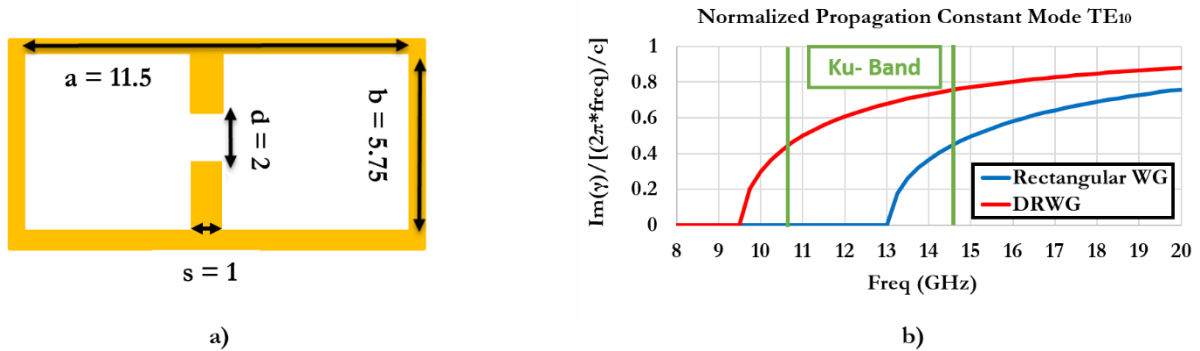 a = 11.5
d = 2
b = 5.75
s = 1
a)
Normalized Propagation Constant Mode TE10
Im(γ)/[(2π*freq)/c]
1
0.8
0.6
0.4
0.2
0
Ku- Band
Rectangular WG
DRWG
8 9 10 11 12 13 14 15 16 17 18 19 20
Freq (GHz)
b)